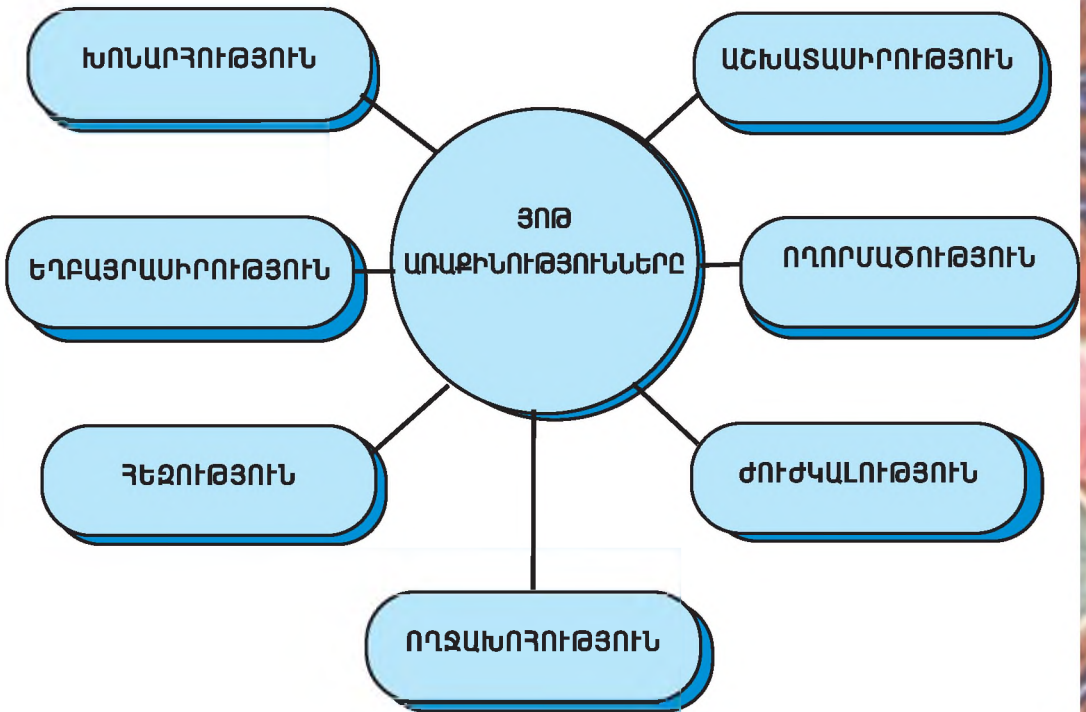 ԽՈՆԱՐՀՈՒԹՅՈՒՆ
ԱՇԽԱՏԱՍԻՐՈՒԹՅՈՒՆ
ՅՈԹ
ԱՌԱՔԻՆՈՒԹՅՈՒՆՆԵՐԸ
ԵՂԲԱՅՐԱՍԻՐՈՒԹՅՈՒՆ
ՈՂՈՐՄԱԾՈՒԹՅՈՒՆ
ՀԵԶՈՒԹՅՈՒՆ
ԺՈՒԺԿԱԼՈՒԹՅՈՒՆ
ՈՂՋԱԽՈՀՈՒԹՅՈՒՆ